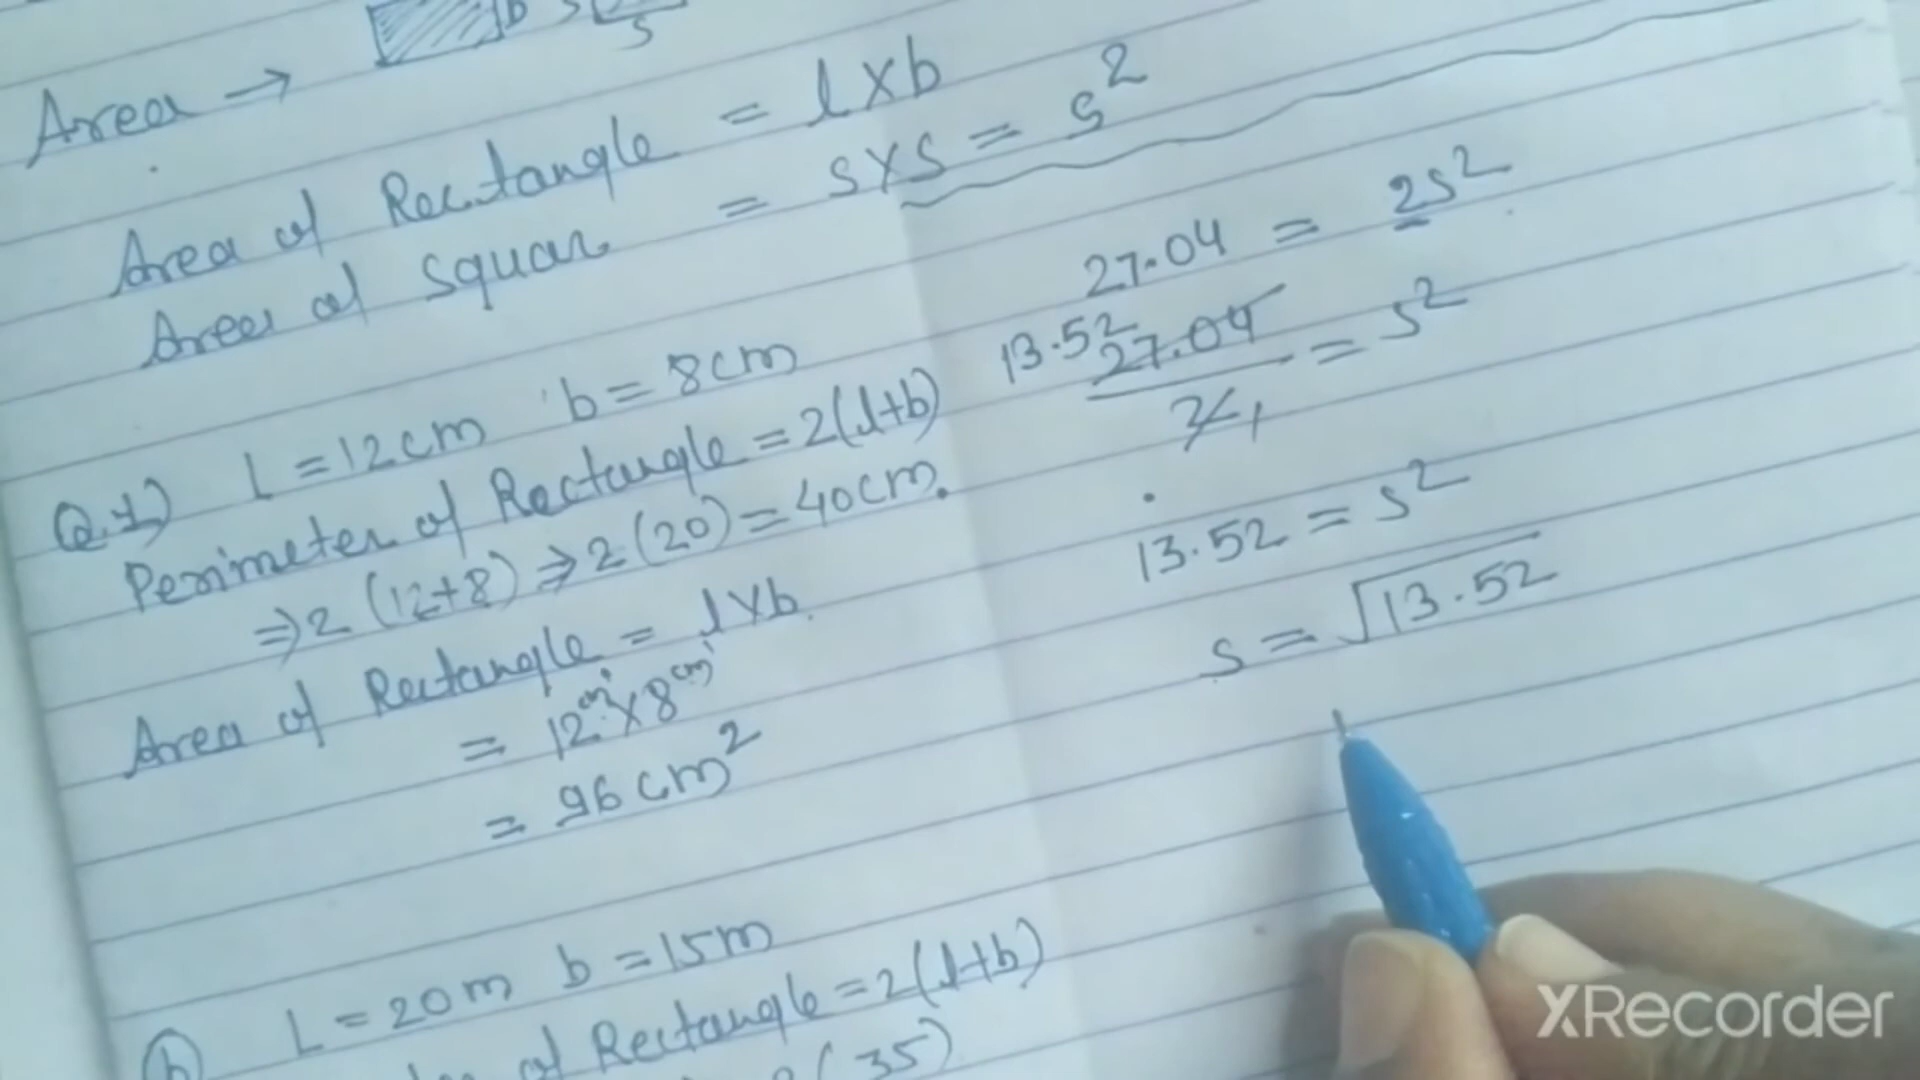 b s
s
Area →
Area of Rectangle = l×b
Area of Squar = s×s = s²
Q.1) L = 12cm b = 8cm
Perimeter of Rectangle = 2(l+b)
⇒ 2 (12+8) ⇒ 2 (20) = 40cm.
Area of Rectangle = l×b
= 12cm × 8cm
= 96 cm²
b L = 20m b = 15m
of Rectangle = 2(l+b)
(35)
27.04 = 2s²
13.52 27.04/2 1 = s²
13.52 = s²
s = √13.52
XRecorder